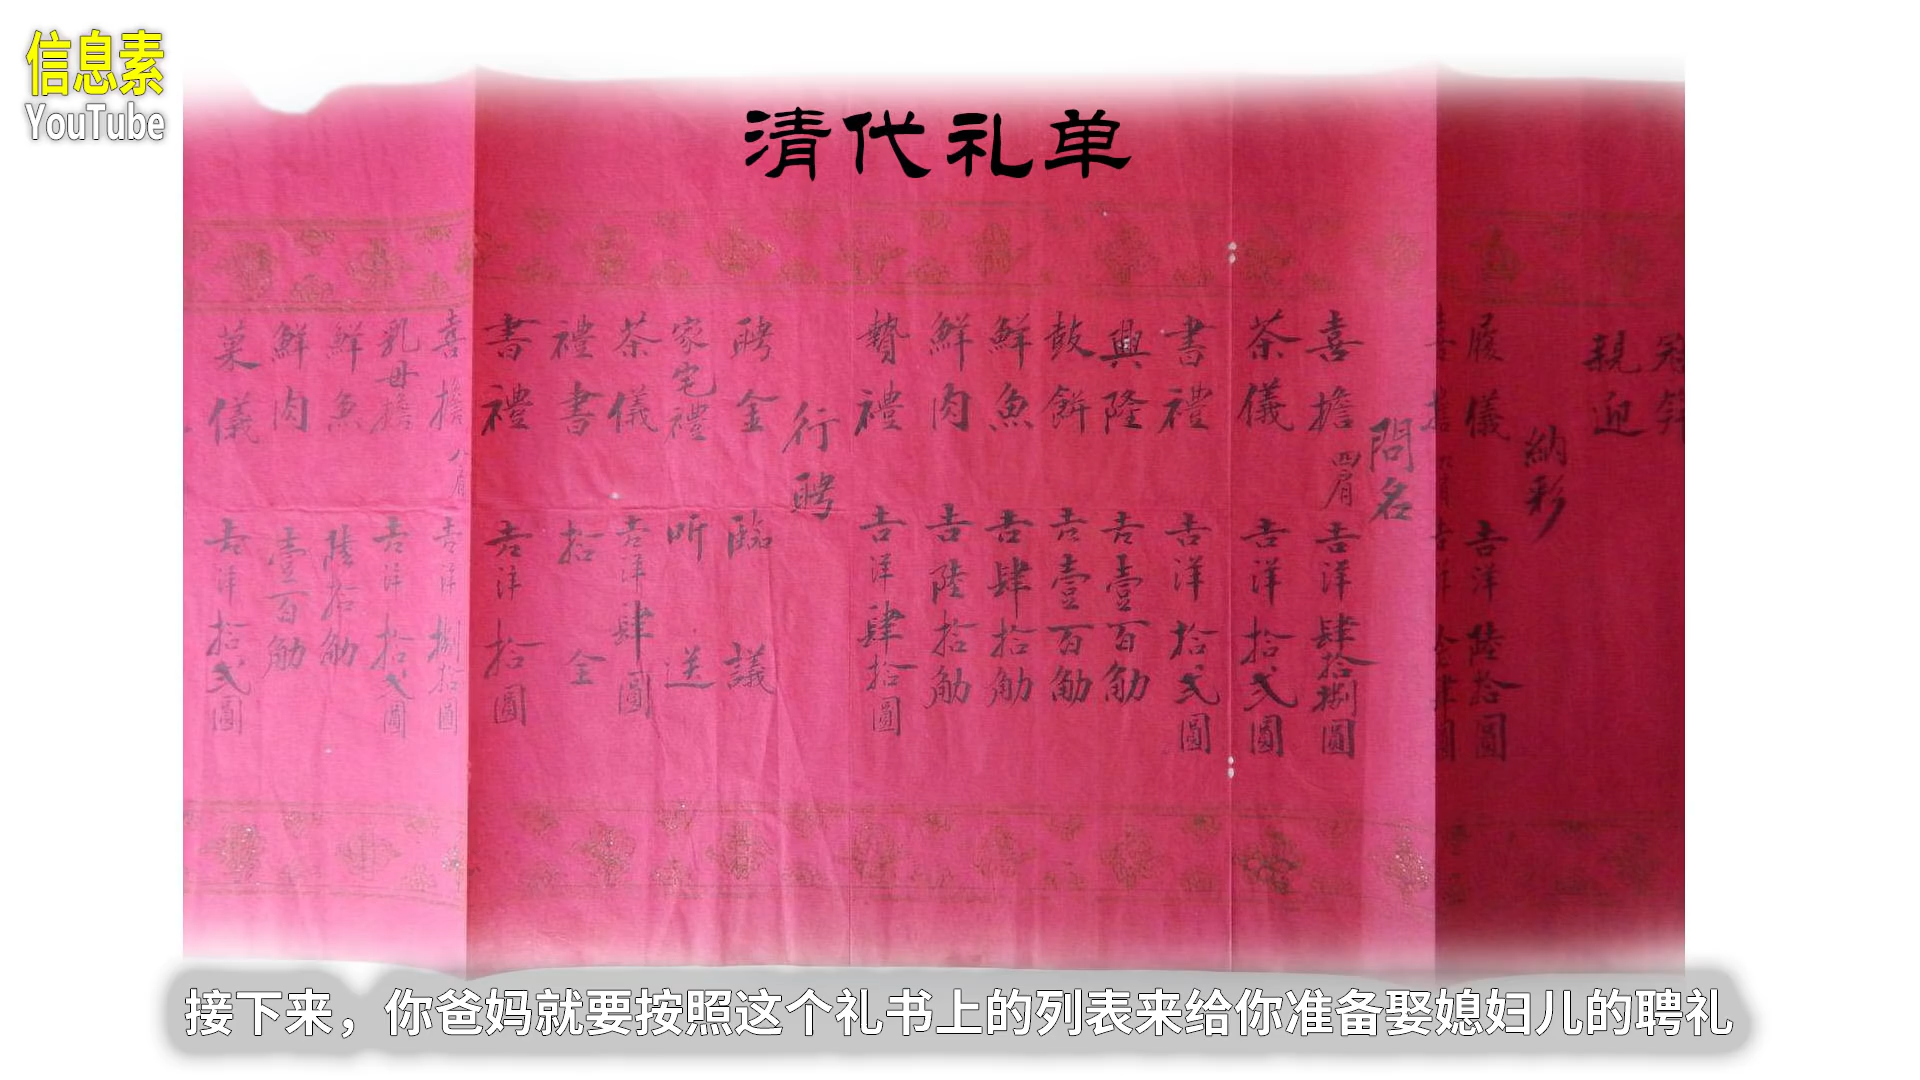 信息素
YouTube
清代礼单
親迎
納彩
履儀 吉洋陸拾圓
問名
喜擔 四肩 吉洋肆拾捌圓
茶儀 吉洋拾弍圓
書禮 吉洋拾弍圓
興隆 吉壹百觔
鼓餅 吉壹百觔
鮮魚 吉肆拾觔
鮮肉 吉陸拾觔
贄禮 吉洋肆拾圓
行聘
聘金 臨議
家宅禮 听送
茶儀 吉洋肆圓
禮書 拾全
書禮 吉洋拾圓
喜擔 八肩 吉洋捌拾圓
乳母擔 吉洋拾弍圓
鮮魚 陸拾觔
鮮肉 壹百觔
菓儀 吉洋拾弍圓
接下来，你爸妈就要按照这个礼书上的列表来给你准备娶媳妇儿的聘礼